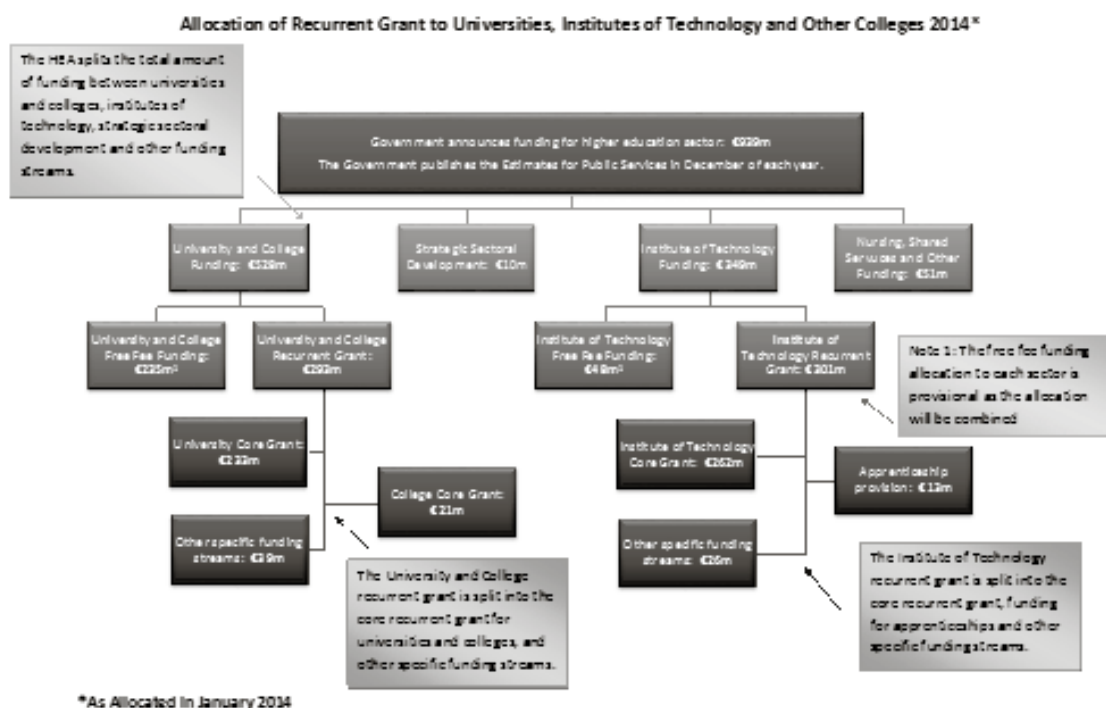 Allocation of Recurrent Grant to Universities, Institutes of Technology and Other Colleges 2014*
The HEA splits the total amount
of funding between universities
and colleges, institutes of
technology, strategic sectoral
development and other funding
streams.
Government announces funding for higher education sector: €938m
The Government publishes the Estimates for Public Services in December of each year.
University and College
Funding: €528m
Strategic Sectoral
Development: €10m
Institute of Technology
Funding: €349m
Nursing, Shared
Services and Other
Funding: €51m
University and College
Free Fee Funding:
€235m¹
University and College
Recurrent Grant:
€293m
Institute of Technology
Free Fee Funding:
€48m¹
Institute of
Technology Recurrent
Grant: €301m
Note 1: The free fee funding
allocation to each sector is
provisional as the allocation
will be combined
University Core Grant:
€233m
Institute of Technology
Core Grant: €262m
College Core Grant:
€21m
Apprenticeship
provision: €13m
Other specific funding
streams: €39m
Other specific funding
streams: €26m
The University and College
recurrent grant is split into the
core recurrent grant for
universities and colleges, and
other specific funding streams.
The Institute of Technology
recurrent grant is split into the
core recurrent grant, funding
for apprenticeships and other
specific funding streams.
*As Allocated in January 2014